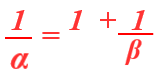 1/α = 1 + 1/β